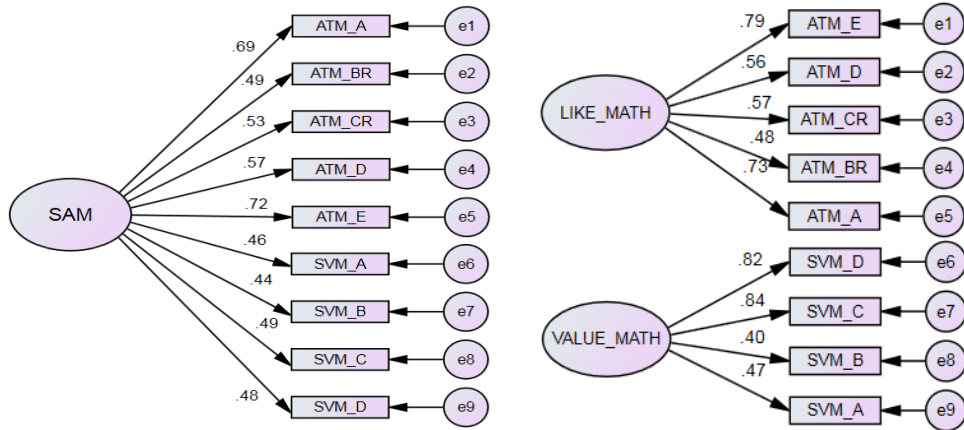 SAM
.69
ATM_A
e1
.49
ATM_BR
e2
.53
ATM_CR
e3
.57
ATM_D
e4
.72
ATM_E
e5
.46
SVM_A
e6
.44
SVM_B
e7
.49
SVM_C
e8
.48
SVM_D
e9
LIKE_MATH
.79
ATM_E
e1
.56
ATM_D
e2
.57
ATM_CR
e3
.48
ATM_BR
e4
.73
ATM_A
e5
VALUE_MATH
.82
SVM_D
e6
.84
SVM_C
e7
.40
SVM_B
e8
.47
SVM_A
e9